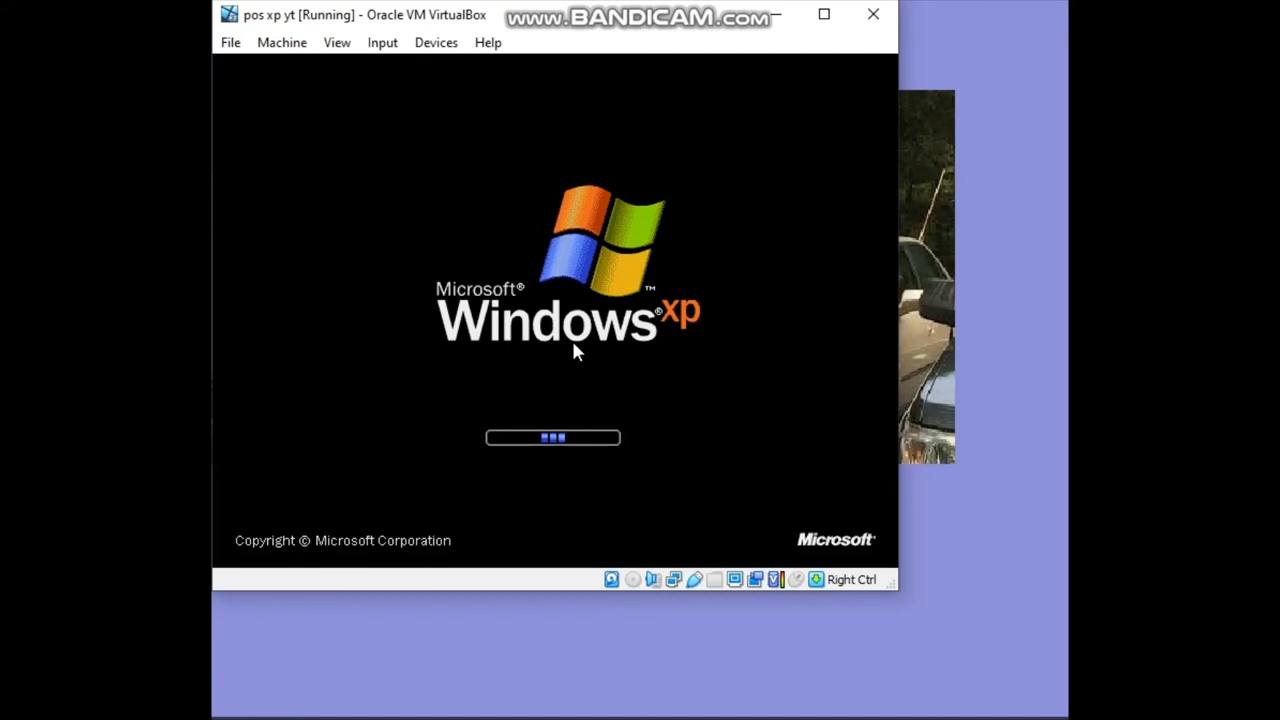 pos xp yt [Running] - Oracle VM VirtualBox
www.BANDICAM.com
File Machine View Input Devices Help
Microsoft®
Windows® xp ™
Copyright © Microsoft Corporation
Microsoft®
Right Ctrl